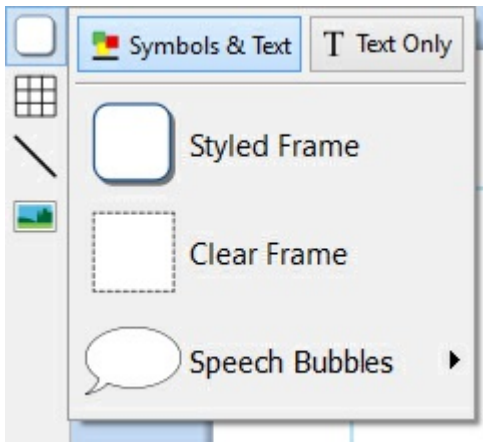 Symbols & Text
T Text Only
Styled Frame
Clear Frame
Speech Bubbles